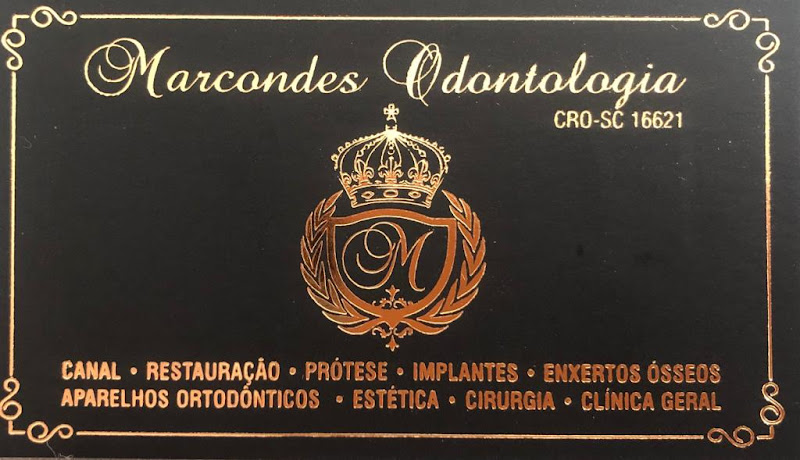 Marcondes Odontologia
CRO-SC 16621
M
CANAL • RESTAURAÇÃO • PRÓTESE • IMPLANTES • ENXERTOS ÓSSEOS
APARELHOS ORTODÔNTICOS • ESTÉTICA • CIRURGIA • CLÍNICA GERAL